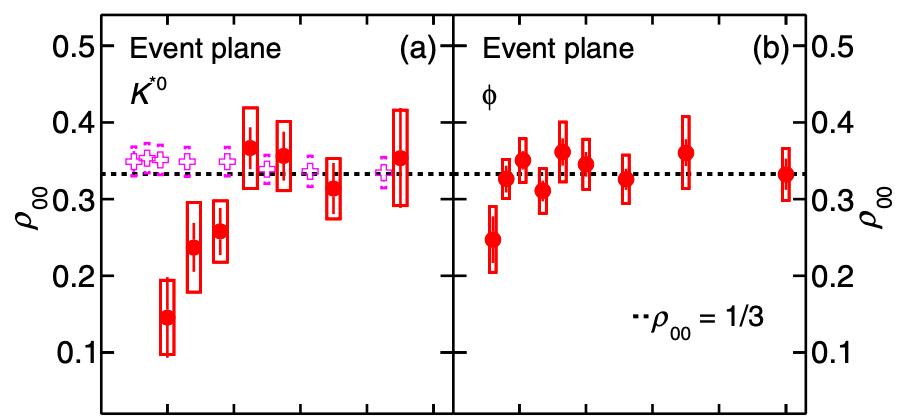 Event plane (a)
K*0
Event plane (b)
ϕ
0.5
0.4
0.3
0.2
0.1
ρ00
0.5
0.4
0.3
0.2
0.1
ρ00
ρ00 = 1/3